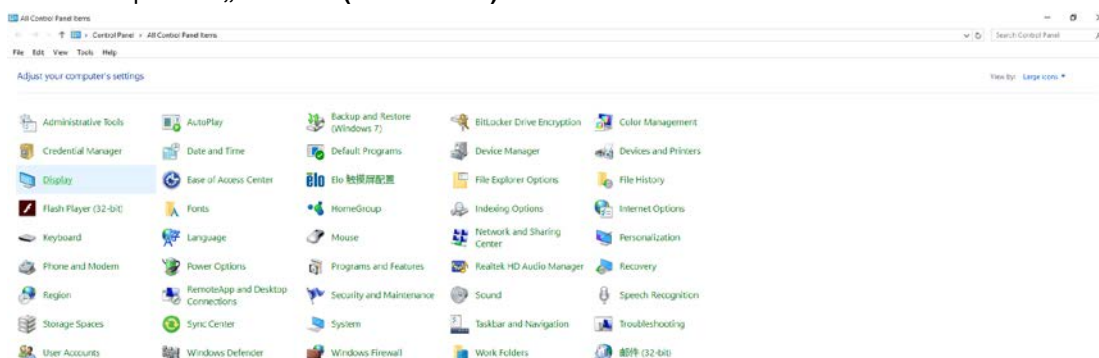 All Control Panel Items
Control Panel › All Control Panel Items
Search Control Panel
File Edit View Tools Help
Adjust your computer's settings
View by: Large icons
Administrative Tools
AutoPlay
Backup and Restore
(Windows 7)
BitLocker Drive Encryption
Color Management
Credential Manager
Date and Time
Default Programs
Device Manager
Devices and Printers
Display
Ease of Access Center
elo Elo 触摸屏配置
File Explorer Options
File History
Flash Player (32-bit)
Fonts
HomeGroup
Indexing Options
Internet Options
Keyboard
Language
Mouse
Network and Sharing
Center
Personalization
Phone and Modem
Power Options
Programs and Features
Realtek HD Audio Manager
Recovery
Region
RemoteApp and Desktop
Connections
Security and Maintenance
Sound
Speech Recognition
Storage Spaces
Sync Center
System
Taskbar and Navigation
Troubleshooting
User Accounts
Windows Defender
Windows Firewall
Work Folders
邮件 (32-bit)